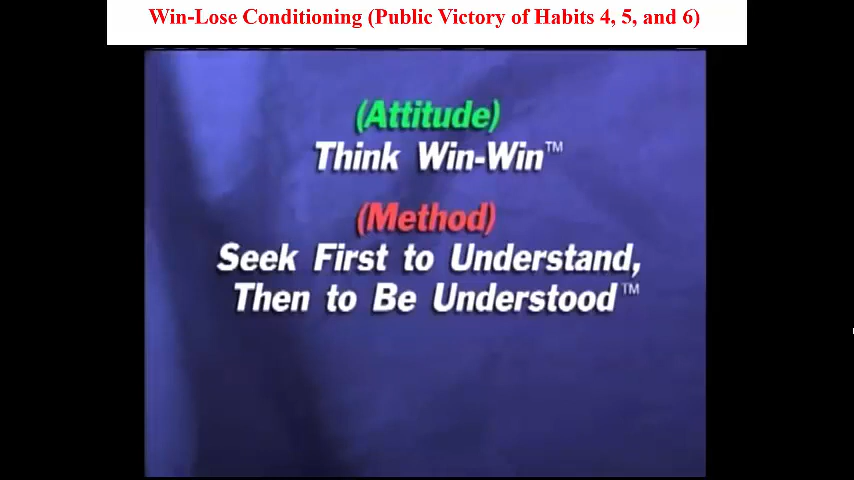 Win-Lose Conditioning (Public Victory of Habits 4, 5, and 6)
(Attitude)
Think Win-Win™
(Method)
Seek First to Understand,
Then to Be Understood™